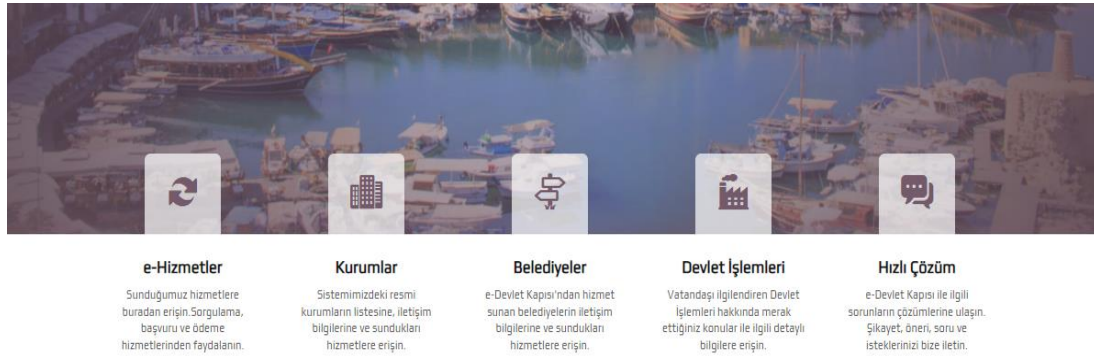 e-Hizmetler
Sunduğumuz hizmetlere
buradan erişin.Sorgulama,
başvuru ve ödeme
hizmetlerinden faydalanın.
Kurumlar
Sistemimizdeki resmi
kurumların listesine, iletişim
bilgilerine ve sundukları
hizmetlere erişin.
Belediyeler
e-Devlet Kapısı'ndan hizmet
sunan belediyelerin iletişim
bilgilerine ve sundukları
hizmetlere erişin.
Devlet İşlemleri
Vatandaşı ilgilendiren Devlet
İşlemleri hakkında merak
ettiğiniz konular ile ilgili detaylı
bilgilere erişin.
Hızlı Çözüm
e-Devlet Kapısı ile ilgili
sorunların çözümlerine ulaşın.
Şikayet, öneri, soru ve
isteklerinizi bize iletin.